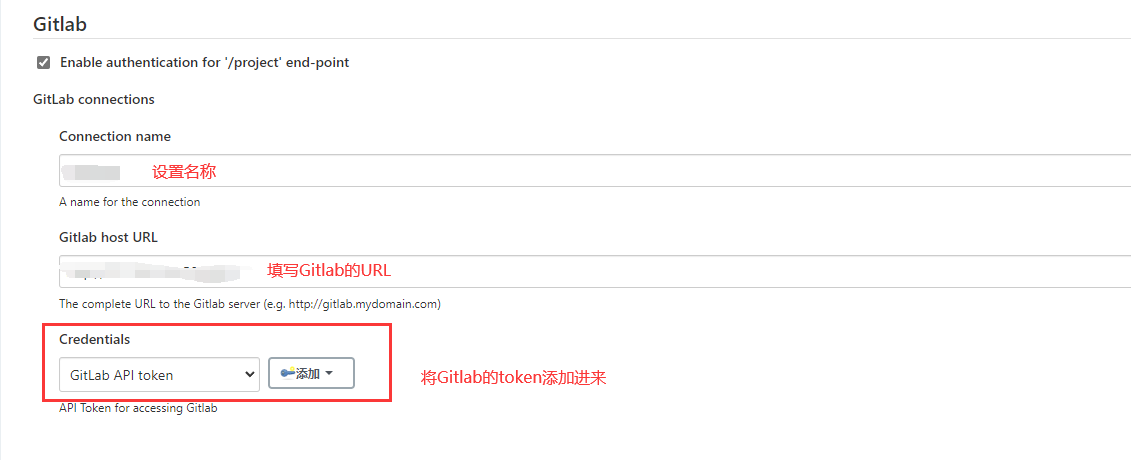 Gitlab
Enable authentication for '/project' end-point
GitLab connections
Connection name
设置名称
A name for the connection
Gitlab host URL
填写Gitlab的URL
The complete URL to the Gitlab server (e.g. http://gitlab.mydomain.com)
Credentials
GitLab API token 添加
将Gitlab的token添加进来
API Token for accessing Gitlab